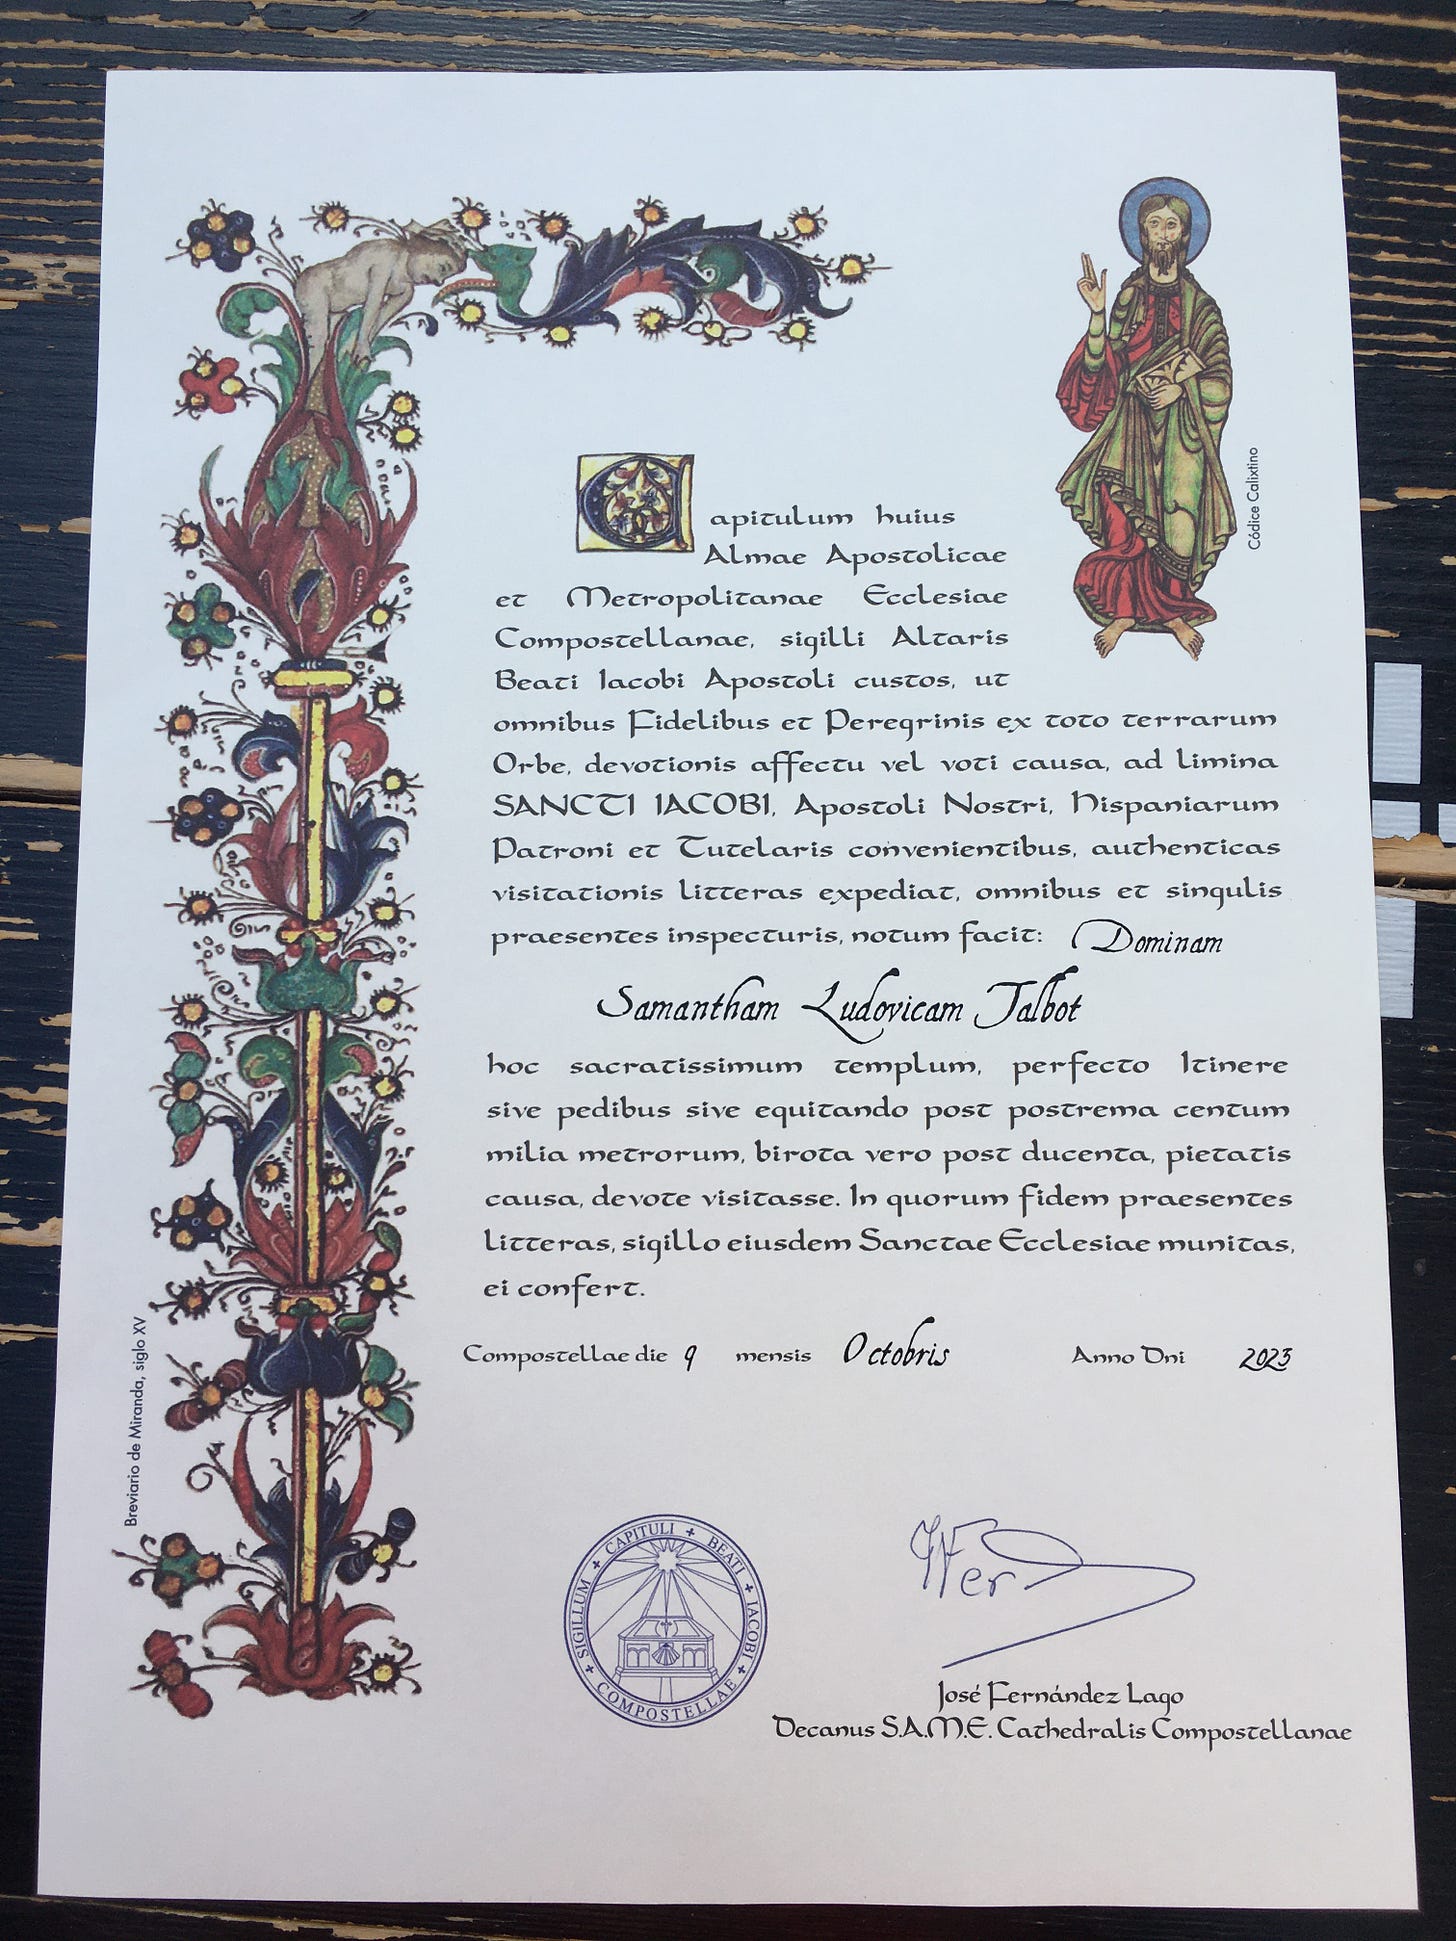 Capitulum huius
Almae Apostolicae
et Metropolitanae Ecclesiae
Compostellanae, sigilli Altaris
Beati Iacobi Apostoli custos, ut
omnibus Fidelibus et Peregrinis ex toto terrarum
Orbe, devotionis affectu vel voti causa, ad limina
SANCTI IACOBI, Apostoli Nostri, Hispaniarum
Patroni et Tutelaris convenientibus, authenticas
visitationis litteras expediat, omnibus et singulis
praesentes inspecturis, notum facit: Dominam
Samantham Ludovicam Talbot
hoc sacratissimum templum, perfecto Itinere
sive pedibus sive equitando post postrema centum
milia metrorum, birota vero post ducenta, pietatis
causa, devote visitasse. In quorum fidem praesentes
litteras, sigillo eiusdem Sanctae Ecclesiae munitas,
ei confert.
Compostellae die 9 mensis Octobris Anno Dni 2023
Códice Calixtino
Breviario de Miranda, siglo XV
SIGILLUM + CAPITULI + BEATI + IACOBI + COMPOSTELLAE +
José Fernández Lago
Decanus S.A.M.E. Cathedralis Compostellanae